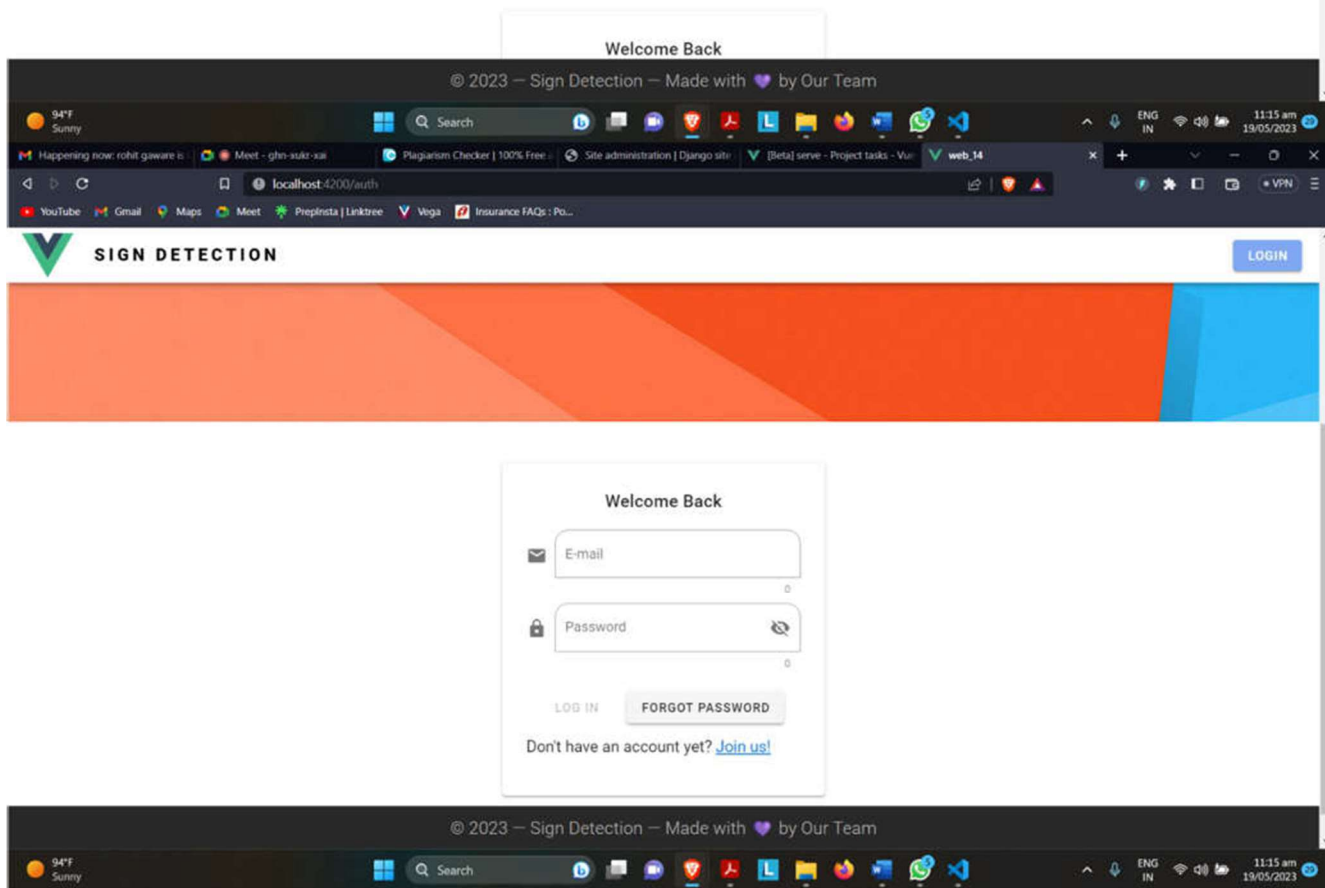 Welcome Back
© 2023 — Sign Detection — Made with 💜 by Our Team
94°F
Sunny
Search
ENG
IN
11:15 am
19/05/2023
Happening now: rohit gaware is
Meet - ghn-xukr-xai
Plagiarism Checker | 100% Free
Site administration | Django site
[Beta] serve - Project tasks - Vue
web_14
localhost:4200/auth
VPN
YouTube
Gmail
Maps
Meet
PrepInsta | Linktree
Vega
Insurance FAQs : Po...
SIGN DETECTION
LOGIN
Welcome Back
E-mail
0
Password
0
LOG IN
FORGOT PASSWORD
Don't have an account yet? Join us!
© 2023 — Sign Detection — Made with 💜 by Our Team
94°F
Sunny
Search
ENG
IN
11:15 am
19/05/2023